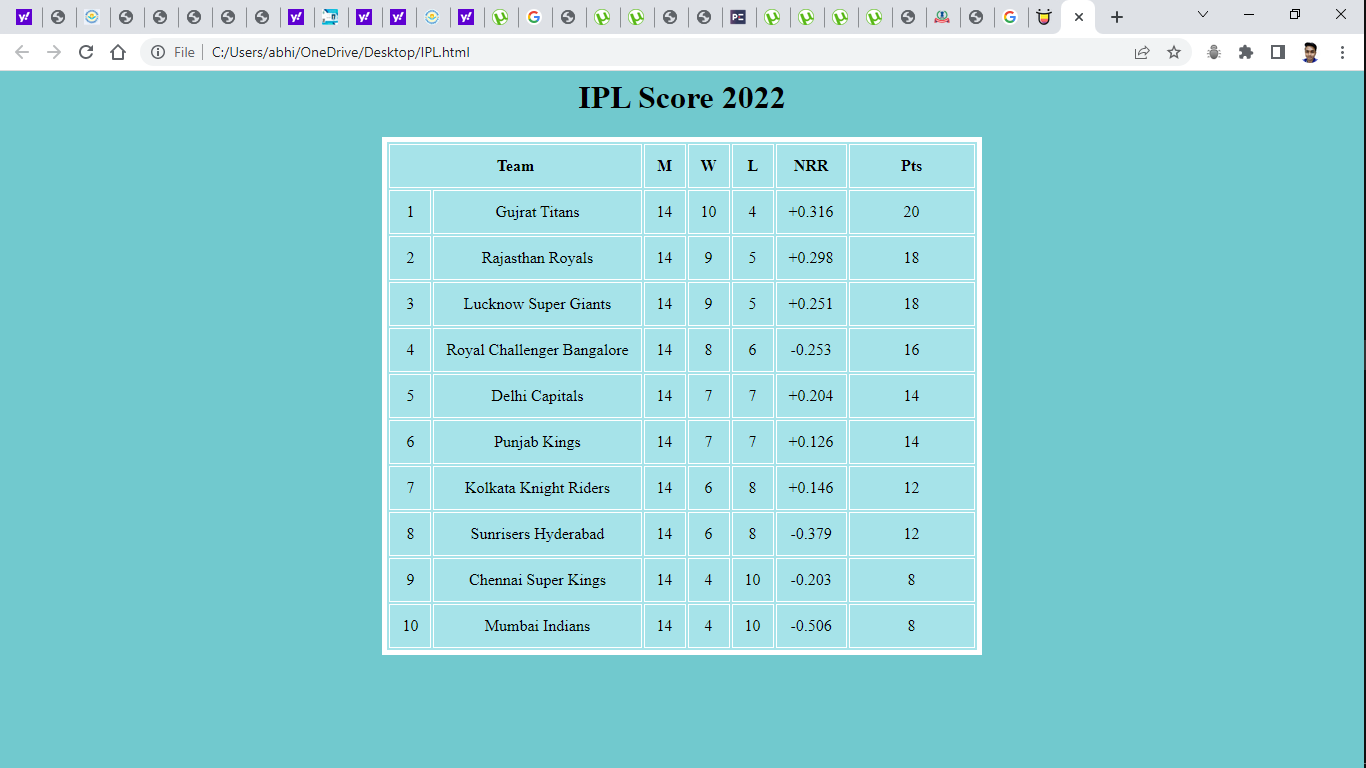 File C:/Users/abhi/OneDrive/Desktop/IPL.html
IPL Score 2022
Team M W L NRR Pts
1 Gujrat Titans 14 10 4 +0.316 20
2 Rajasthan Royals 14 9 5 +0.298 18
3 Lucknow Super Giants 14 9 5 +0.251 18
4 Royal Challenger Bangalore 14 8 6 -0.253 16
5 Delhi Capitals 14 7 7 +0.204 14
6 Punjab Kings 14 7 7 +0.126 14
7 Kolkata Knight Riders 14 6 8 +0.146 12
8 Sunrisers Hyderabad 14 6 8 -0.379 12
9 Chennai Super Kings 14 4 10 -0.203 8
10 Mumbai Indians 14 4 10 -0.506 8